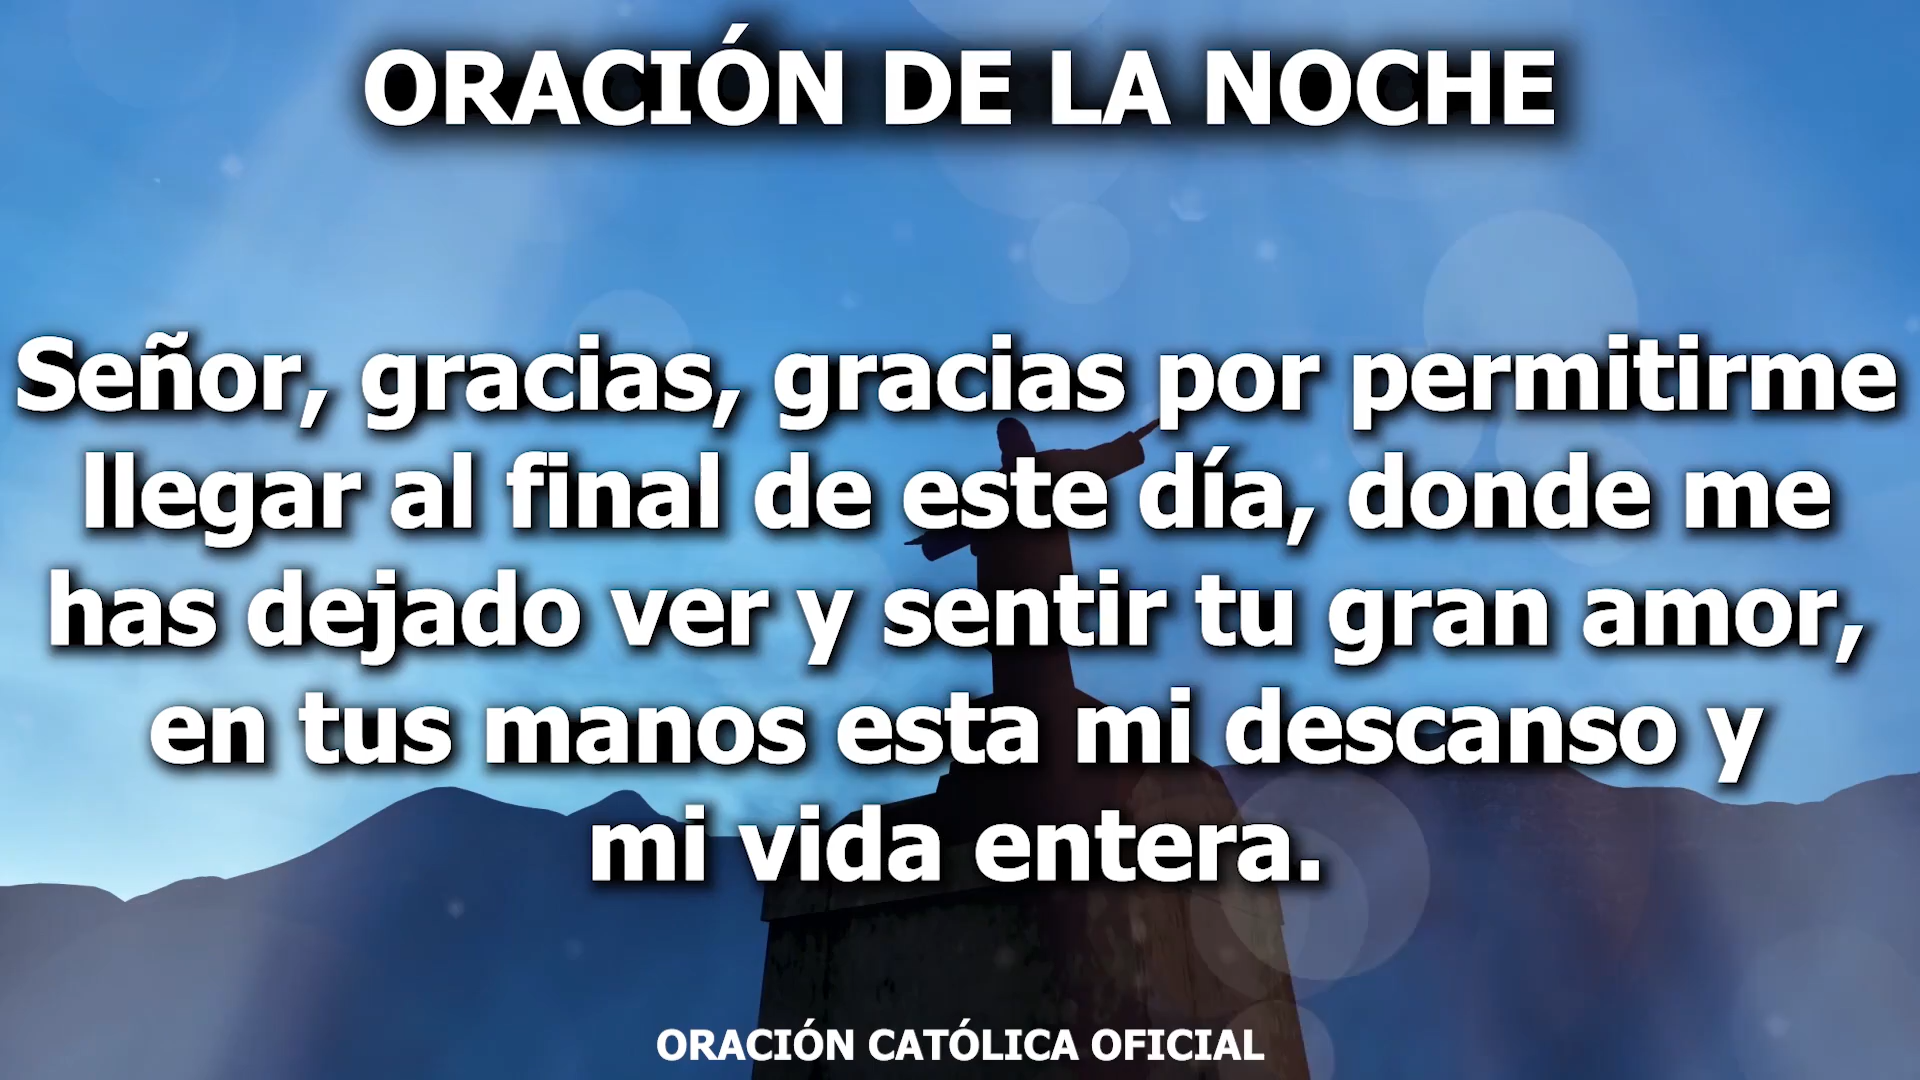 ORACIÓN DE LA NOCHE
Señor, gracias, gracias por permitirme
llegar al final de este día, donde me
has dejado ver y sentir tu gran amor,
en tus manos esta mi descanso y
mi vida entera.
ORACIÓN CATÓLICA OFICIAL